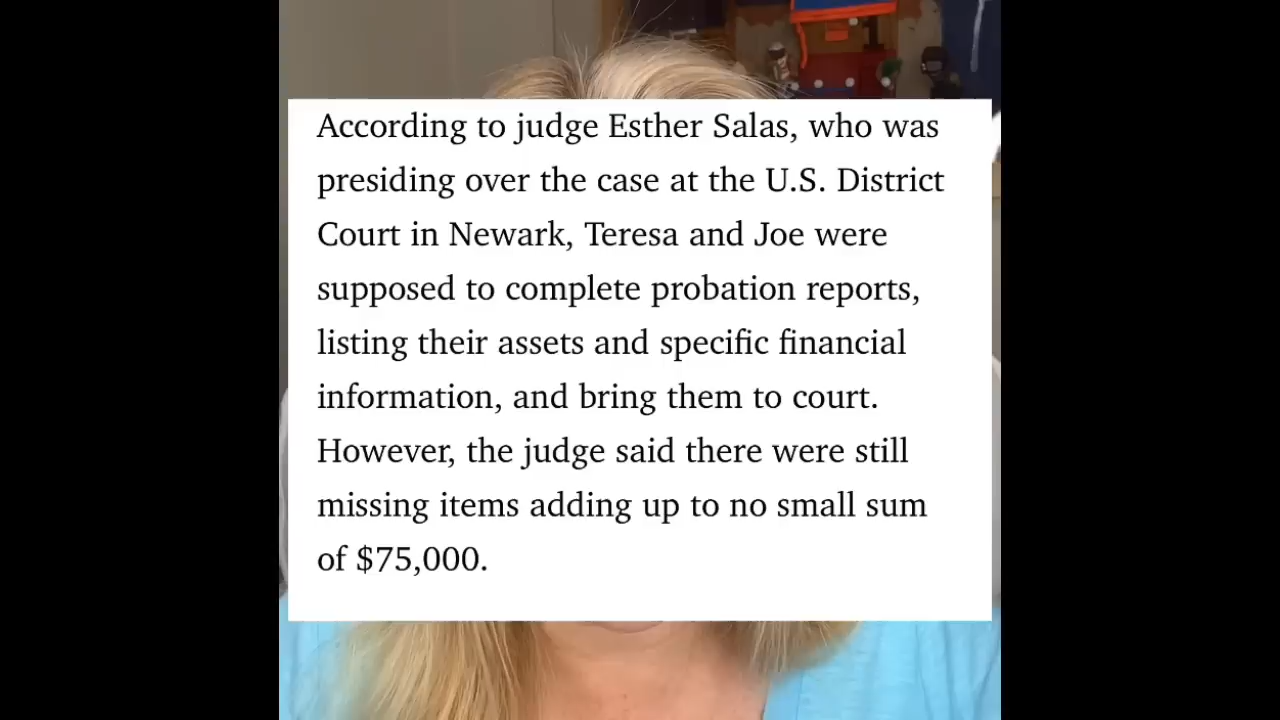 According to judge Esther Salas, who was
presiding over the case at the U.S. District
Court in Newark, Teresa and Joe were
supposed to complete probation reports,
listing their assets and specific financial
information, and bring them to court.
However, the judge said there were still
missing items adding up to no small sum
of $75,000.